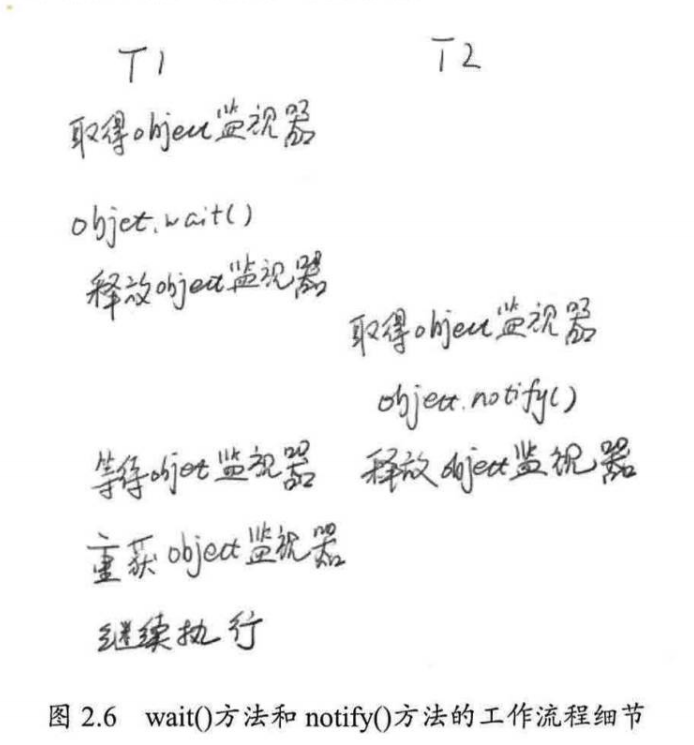 T1
T2
取得object监视器
object.wait()
释放object监视器
取得object监视器
object.notify()
等待object监视器
释放object监视器
重获object监视器
继续执行
图 2.6 wait()方法和 notify()方法的工作流程细节